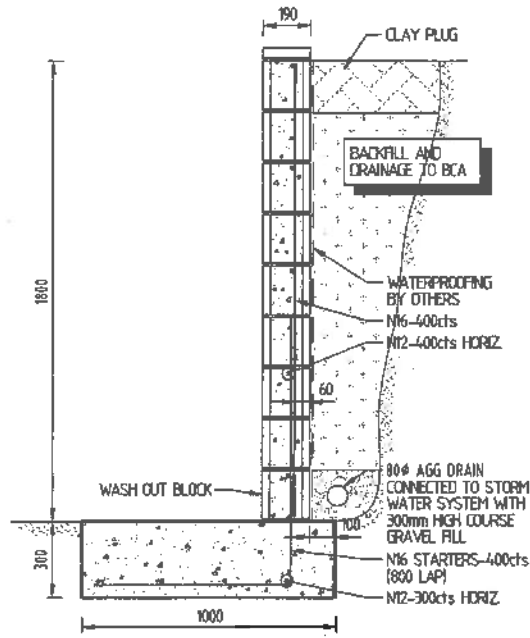 190
CLAY PLUG
BACKFILL AND
DRAINAGE TO BCA
1800
WATERPROOFING
BY OTHERS
N16-400cts
N12-400cts HORIZ.
60
80ø AGG DRAIN
CONNECTED TO STORM
WATER SYSTEM WITH
300mm HIGH COURSE
GRAVEL FILL
WASH OUT BLOCK
100
300
N16 STARTERS-400cts
(800 LAP)
N12-300cts HORIZ.
1000